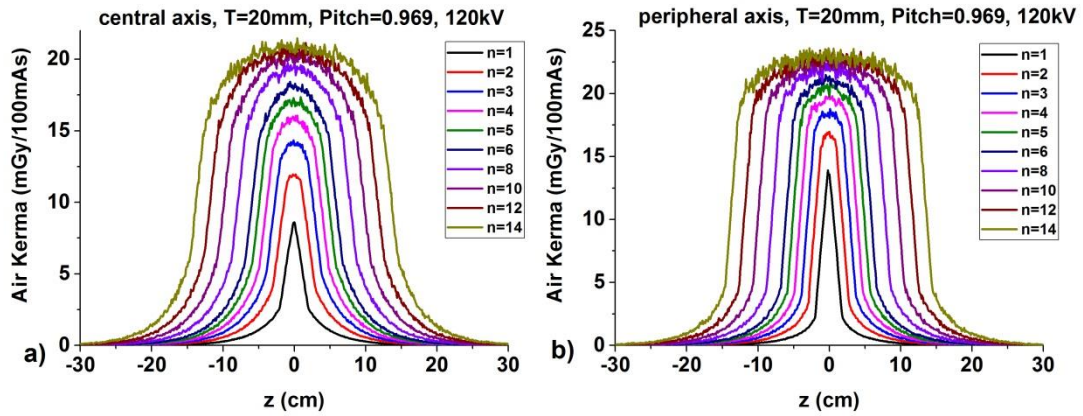 central axis, T=20mm, Pitch=0.969, 120kV
Air Kerma (mGy/100mAs)
20
15
10
5
0
-30
-20
-10
0
10
20
30
z (cm)
n=1
n=2
n=3
n=4
n=5
n=6
n=8
n=10
n=12
n=14
a)
peripheral axis, T=20mm, Pitch=0.969, 120kV
Air Kerma (mGy/100mAs)
25
20
15
10
5
0
-30
-20
-10
0
10
20
30
z (cm)
n=1
n=2
n=3
n=4
n=5
n=6
n=8
n=10
n=12
n=14
b)